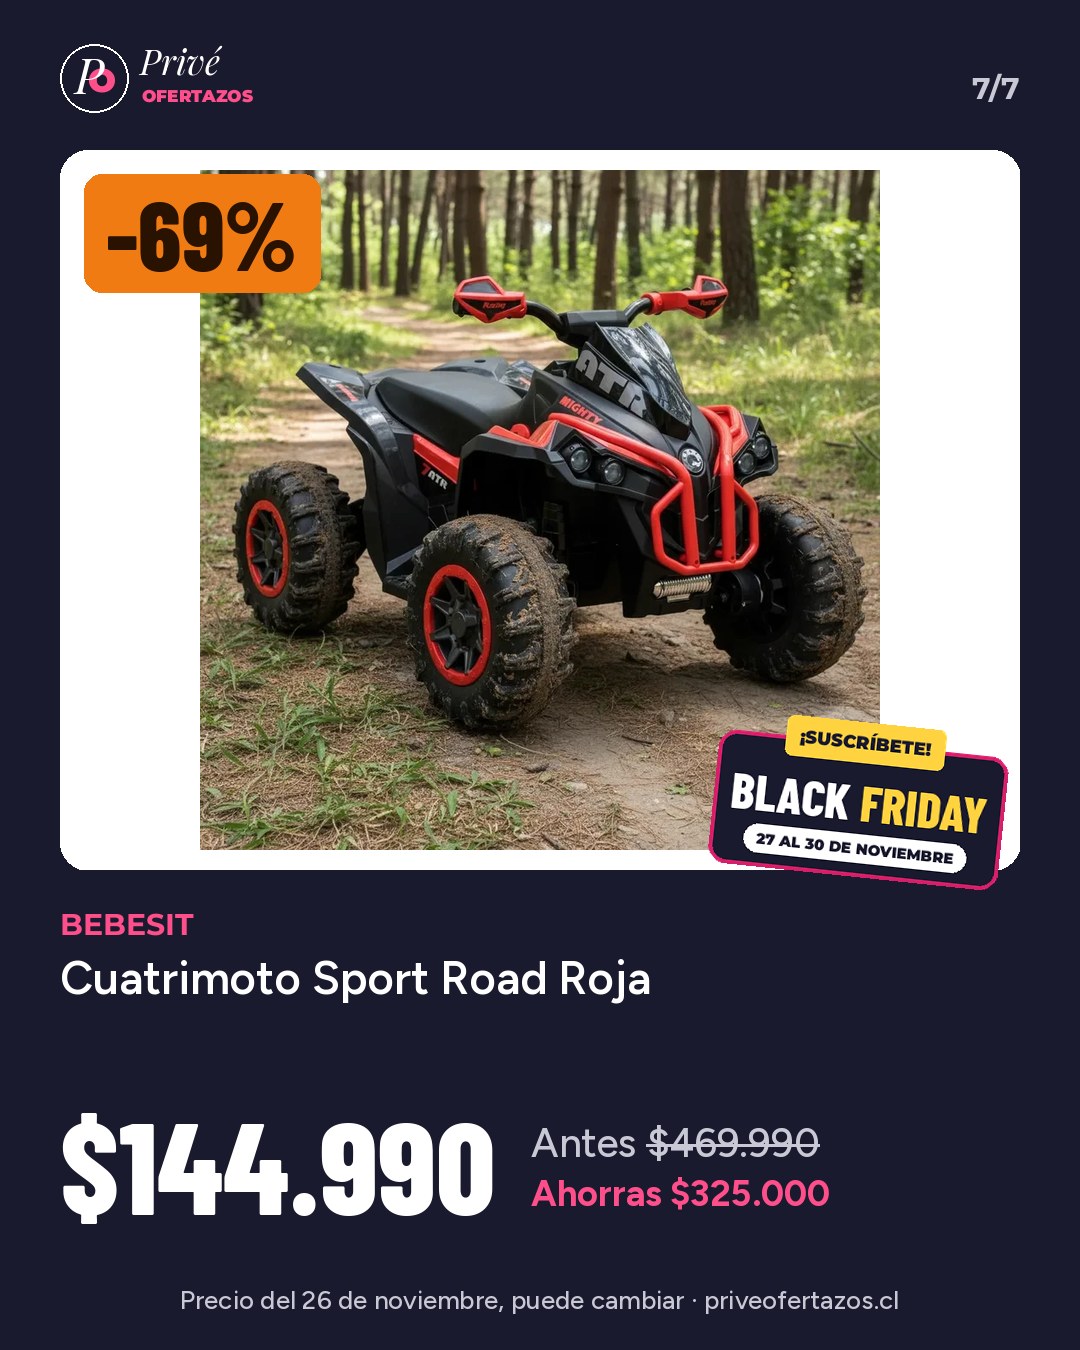 Privé
OFERTAZOS
7/7
-69%
ATR
MIGHTY
7ATR
¡SUSCRÍBETE!
BLACK FRIDAY
27 AL 30 DE NOVIEMBRE
BEBESIT
Cuatrimoto Sport Road Roja
$144.990
Antes $469.990
Ahorras $325.000
Precio del 26 de noviembre, puede cambiar · priveofertazos.cl